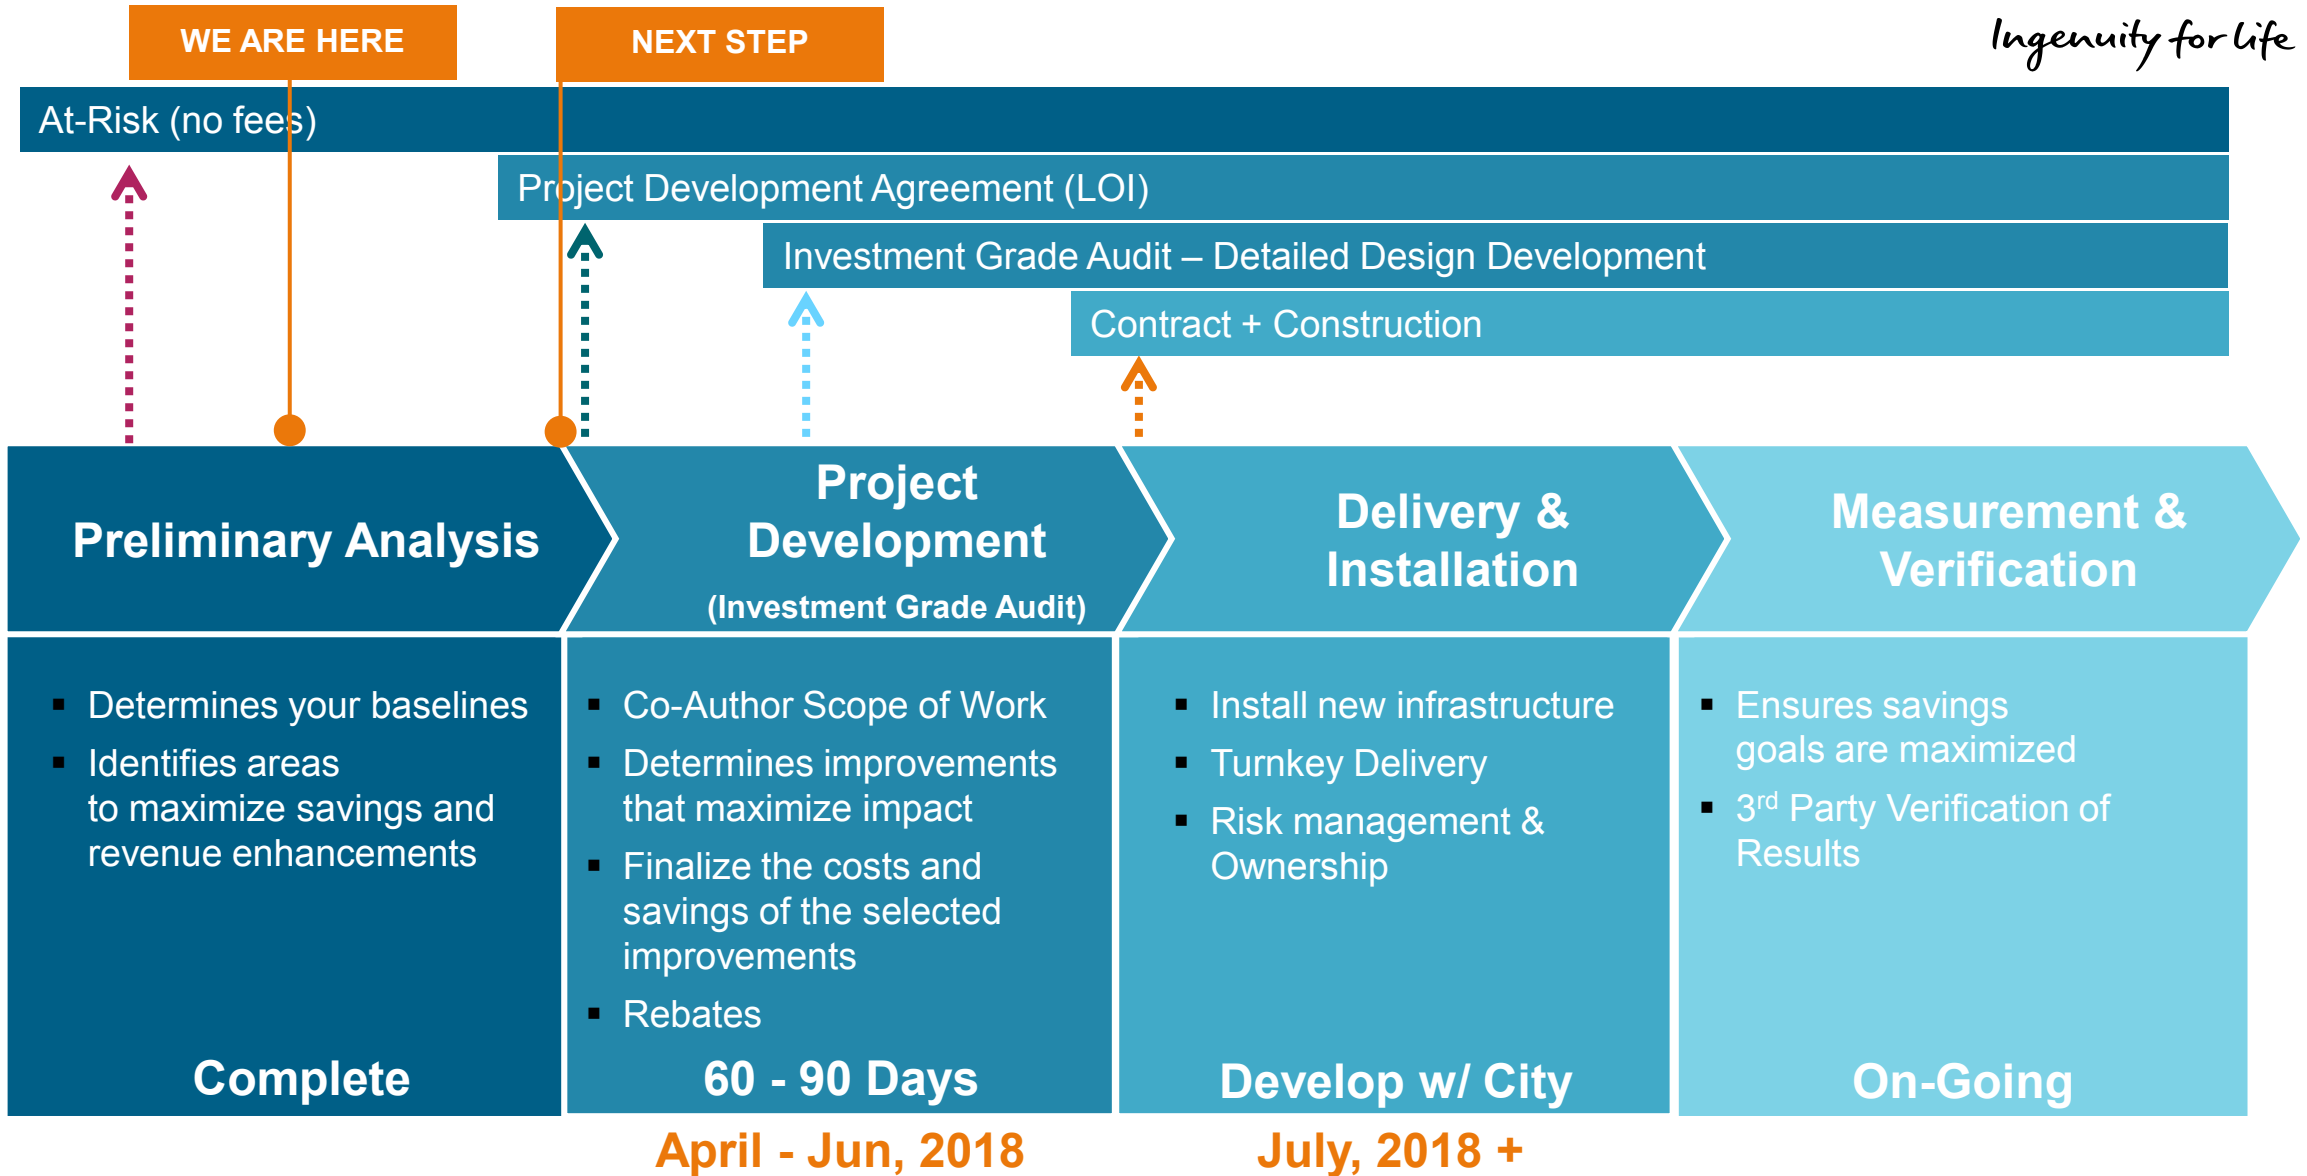 WE ARE HERE
NEXT STEP
Ingenuity for life
At-Risk (no fees)
Project Development Agreement (LOI)
Investment Grade Audit – Detailed Design Development
Contract + Construction
Preliminary Analysis
Project
Development
(Investment Grade Audit)
Delivery &
Installation
Measurement &
Verification
▪ Determines your baselines
▪ Identifies areas
to maximize savings and
revenue enhancements
Complete
▪ Co-Author Scope of Work
▪ Determines improvements
that maximize impact
▪ Finalize the costs and
savings of the selected
improvements
▪ Rebates
60 - 90 Days
▪ Install new infrastructure
▪ Turnkey Delivery
▪ Risk management &
Ownership
Develop w/ City
▪ Ensures savings
goals are maximized
▪ 3rd Party Verification of
Results
On-Going
April - Jun, 2018
July, 2018 +